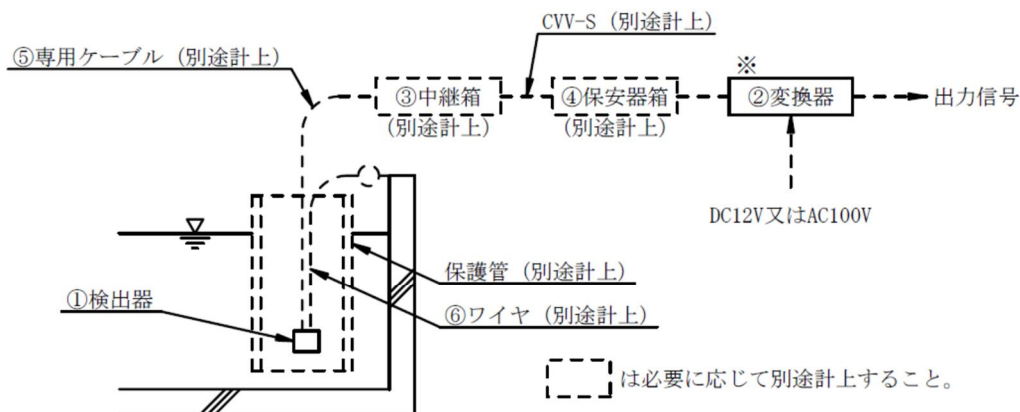 CVV-S (別途計上)
⑤専用ケーブル (別途計上)
※
③中継箱
(別途計上)
④保安器箱
(別途計上)
②変換器
出力信号
DC12V又はAC100V
保護管 (別途計上)
①検出器
⑥ワイヤ (別途計上)
は必要に応じて別途計上すること。